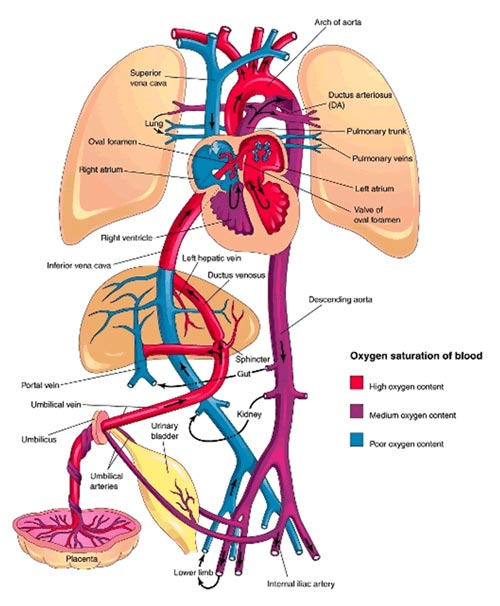 Arch of aorta
Superior
vena cava
Ductus arteriosus
(DA)
Lung
Pulmonary trunk
Oval foramen
Pulmonary veins
Right atrium
Left atrium
Valve of
oval foramen
Right ventricle
Left hepatic vein
Inferior vena cava
Ductus venosus
Descending aorta
Oxygen saturation of blood
Sphincter
Gut
Portal vein
High oxygen content
Umbilical vein
Kidney
Medium oxygen content
Urinary
bladder
Umbilicus
Poor oxygen content
Umbilical
arteries
Placenta
Lower limb
Internal iliac artery